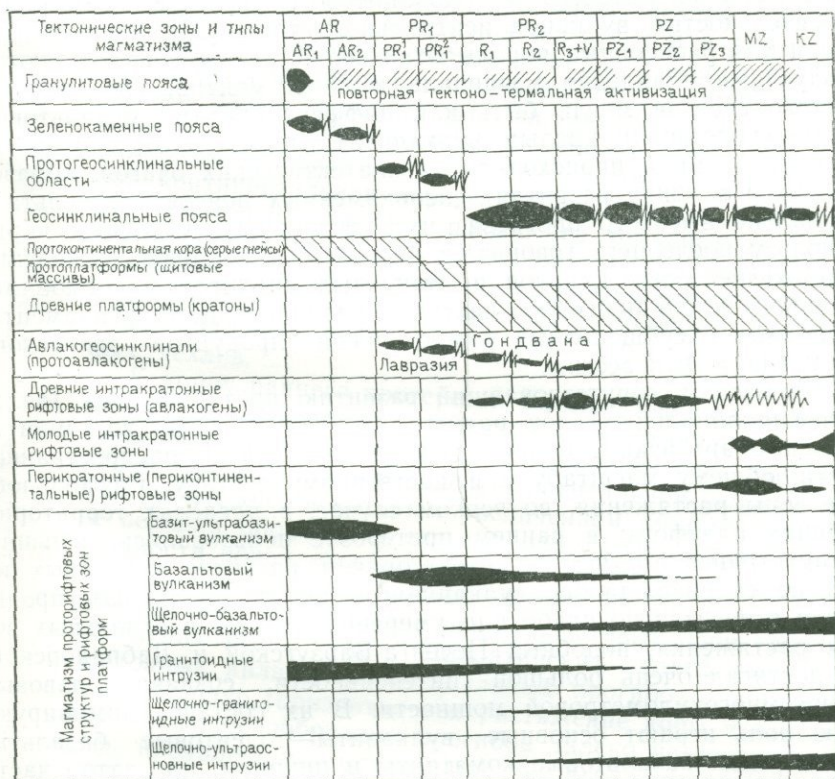 Тектонические зоны и типы
магматизма
AR
PR₁
PR₂
PZ
MZ
KZ
AR₁
AR₂
PR₁¹
PR₁²
R₁
R₂
R₃+V
PZ₁
PZ₂
PZ₃
Гранулитовые пояса
повторная тектоно-термальная активизация
Зеленокаменные пояса
Протогеосинклинальные
области
Геосинклинальные пояса
Протоконтинентальная кора (серые гнейсы)
Протоплатформы (щитовые
массивы)
Древние платформы (кратоны)
Авлакогеосинклинали
(протоавлакогены)
Гондвана
Лавразия
Древние интракратонные
рифтовые зоны (авлакогены)
Молодые интракратонные
рифтовые зоны
Перикратонные (периконтинен-
тальные) рифтовые зоны
Магматизм проторифтовых
структур и рифтовых зон
платформ
Базит-ультрабази-
товый вулканизм
Базальтовый
вулканизм
Щелочно-базальто-
вый вулканизм
Гранитоидные
интрузии
Щелочно-гранито-
идные интрузии
Щелочно-ультраос-
новные интрузии